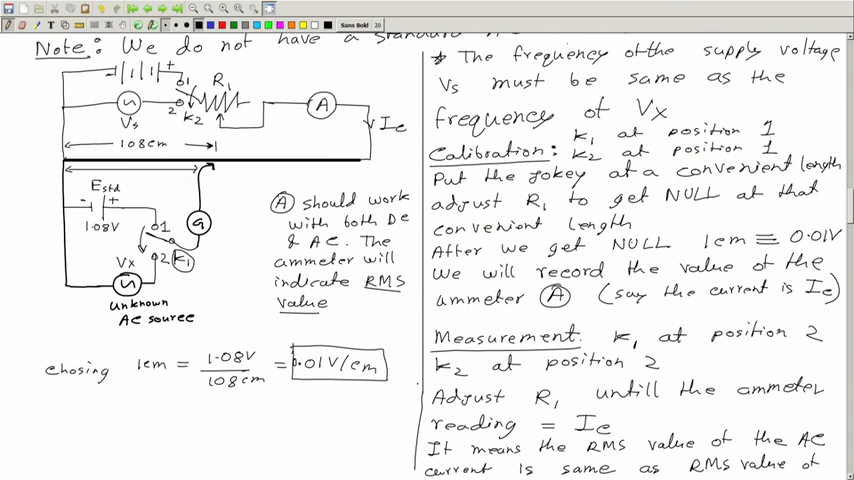 Sans Bold 20
Note: We do not have a standard
+
1
R1
2
K2
Vs
A
Ic
108cm
Estd
- +
1.08V
1
G
Vx
2
K1
unknown
AC source
A should work
with both DC
& AC. The
ammeter will
indicate RMS
value
chosing 1cm = 1.08V / 108cm = 0.01V/cm
* The frequency of the supply voltage
Vs must be same as the
frequency of Vx
K1 at position 1
Calibration: K2 at position 1
Put the jokey at a convenient length
adjust R1 to get NULL at that
convenient length
After we get NULL 1cm ≡ 0.01V
We will record the value of the
ammeter A (say the current is Ic)
Measurement: K1 at position 2
K2 at position 2
Adjust R1 untill the ammeter
reading = Ic
It means the RMS value of the AC
current is same as RMS value of